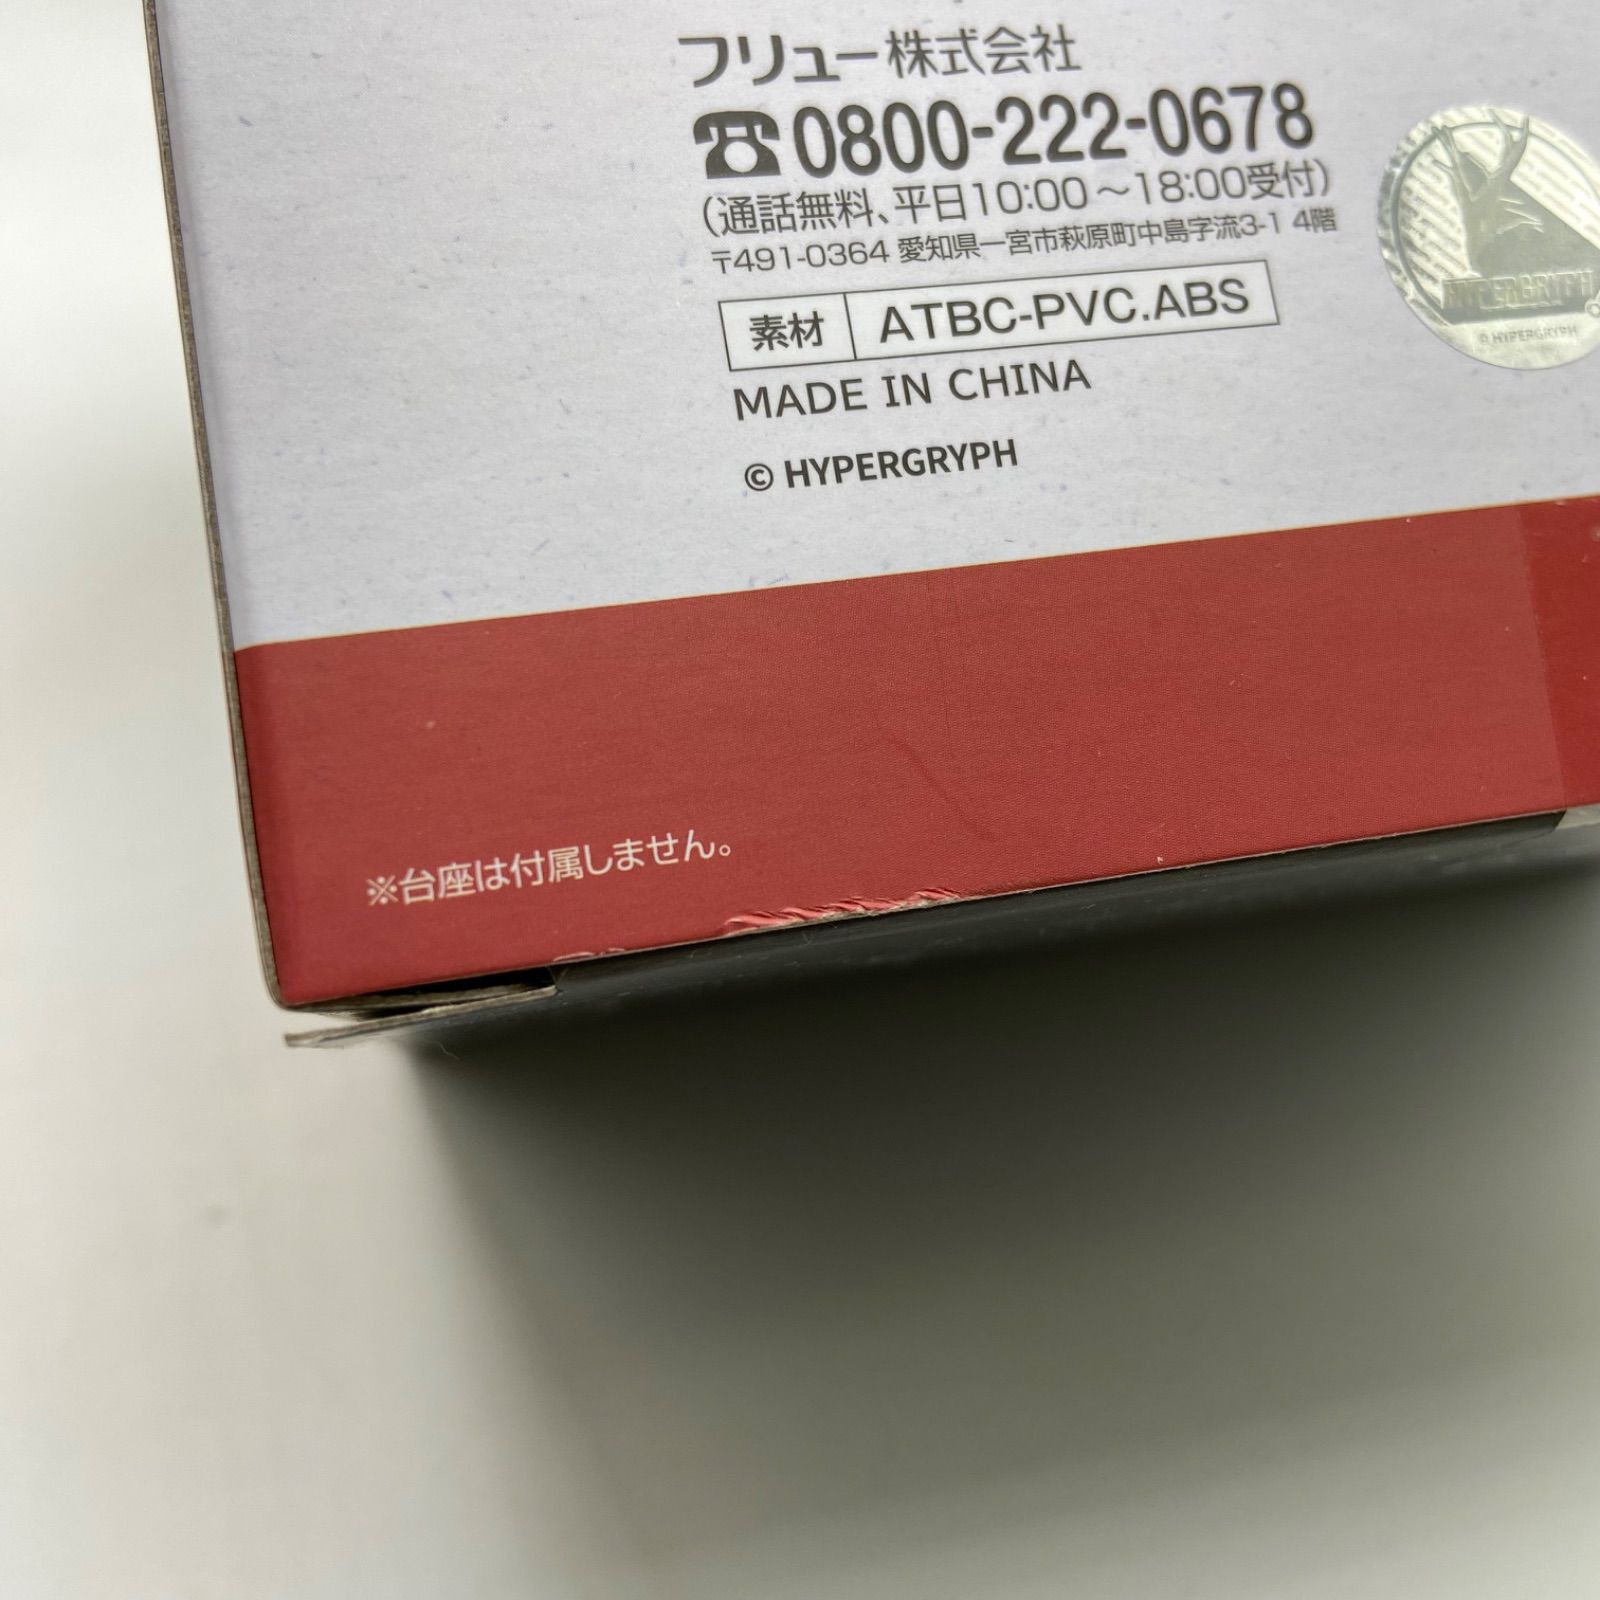 フリュー株式会社
☎0800-222-0678
(通話無料、平日10:00～18:00受付)
〒491-0364 愛知県一宮市萩原町中島字流3-1 4階
素材 ATBC-PVC.ABS
MADE IN CHINA
© HYPERGRYPH
HYPERGRYPH
© HYPERGRYPH
※台座は付属しません。